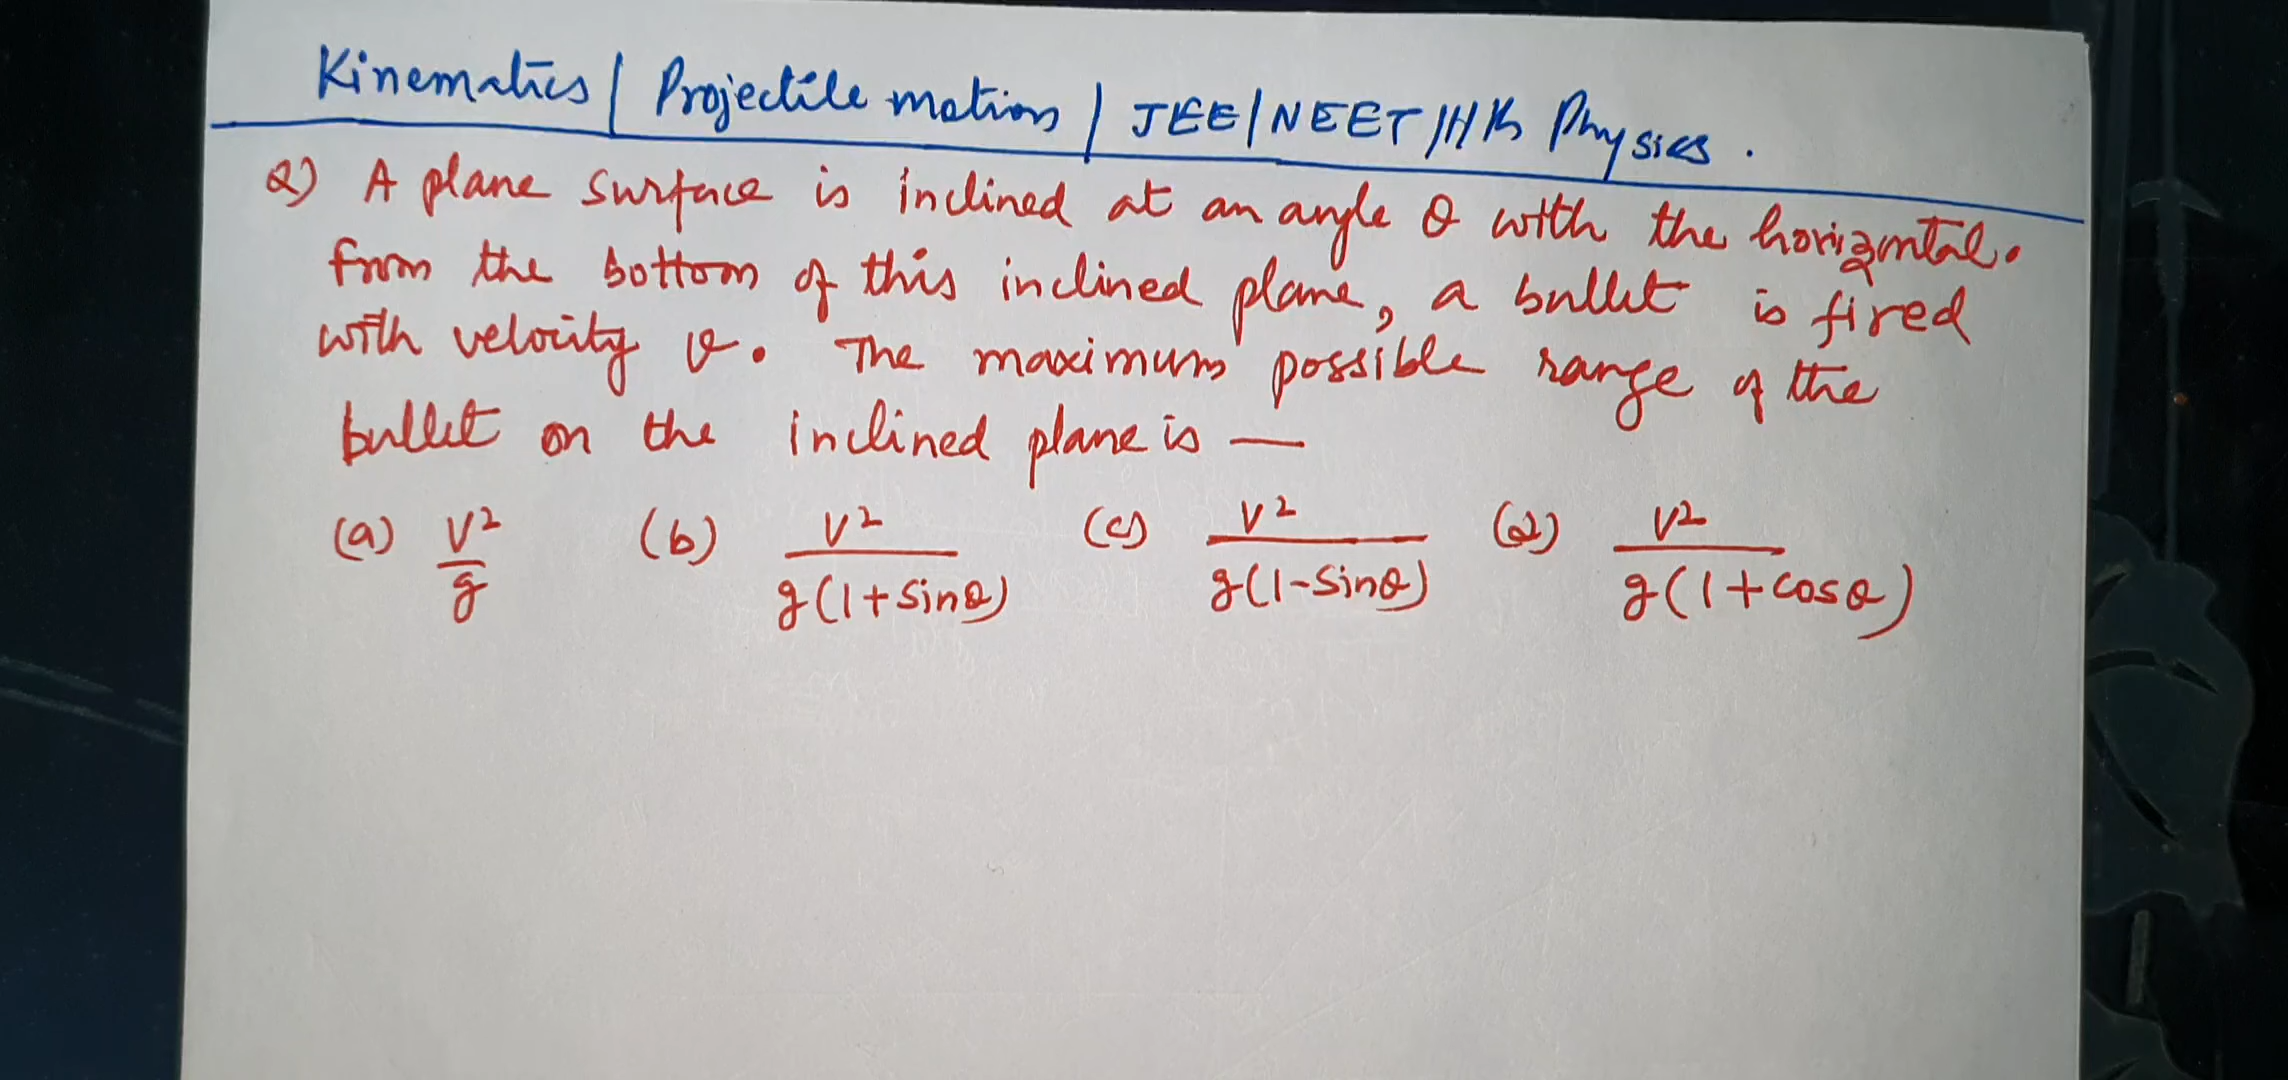 Kinematics | Projectile motion | JEE | NEET | Physics.
Q) A plane surface is inclined at an angle θ with the horizontal.
From the bottom of this inclined plane, a bullet is fired
with velocity v. The maximum possible range of the
bullet on the inclined plane is —
(a) V²/g (b) V²/g(1+sinθ) (c) V²/g(1-sinθ) (d) V²/g(1+cosθ)